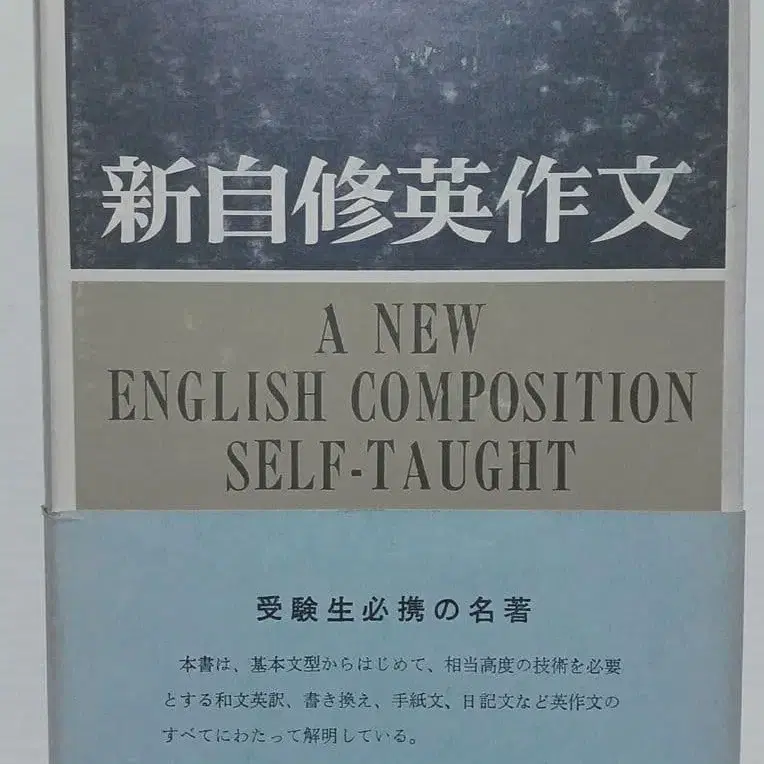 新自修英作文
A NEW
ENGLISH COMPOSITION
SELF-TAUGHT
受験生必携の名著
本書は、基本文型からはじめて、相当高度の技術を必要
とする和文英訳、書き換え、手紙文、日記文など英作文の
すべてにわたって解明している。